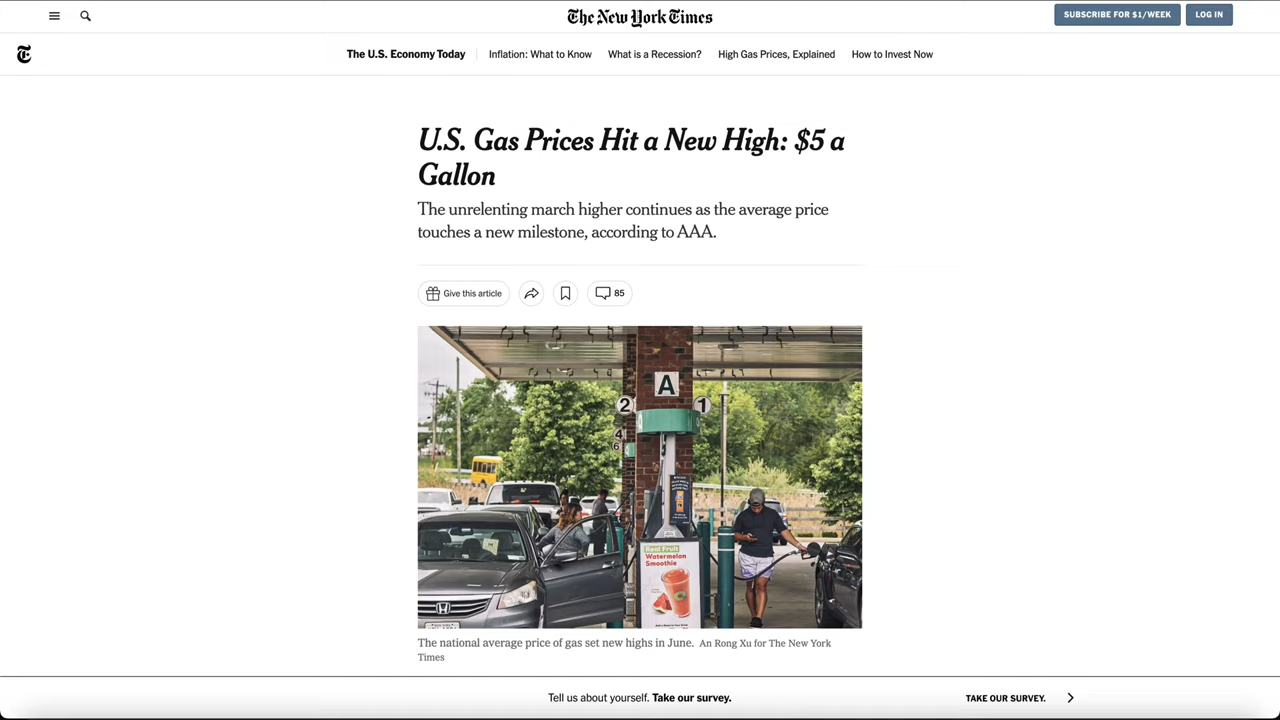 The New York Times
SUBSCRIBE FOR $1/WEEK
LOG IN
The U.S. Economy Today
Inflation: What to Know
What is a Recession?
High Gas Prices, Explained
How to Invest Now
U.S. Gas Prices Hit a New High: $5 a
Gallon
The unrelenting march higher continues as the average price
touches a new milestone, according to AAA.
Give this article
85
A
2
1
4
6
Real Fruit
Watermelon
Smoothie
The national average price of gas set new highs in June. An Rong Xu for The New York
Times
Tell us about yourself. Take our survey.
TAKE OUR SURVEY.